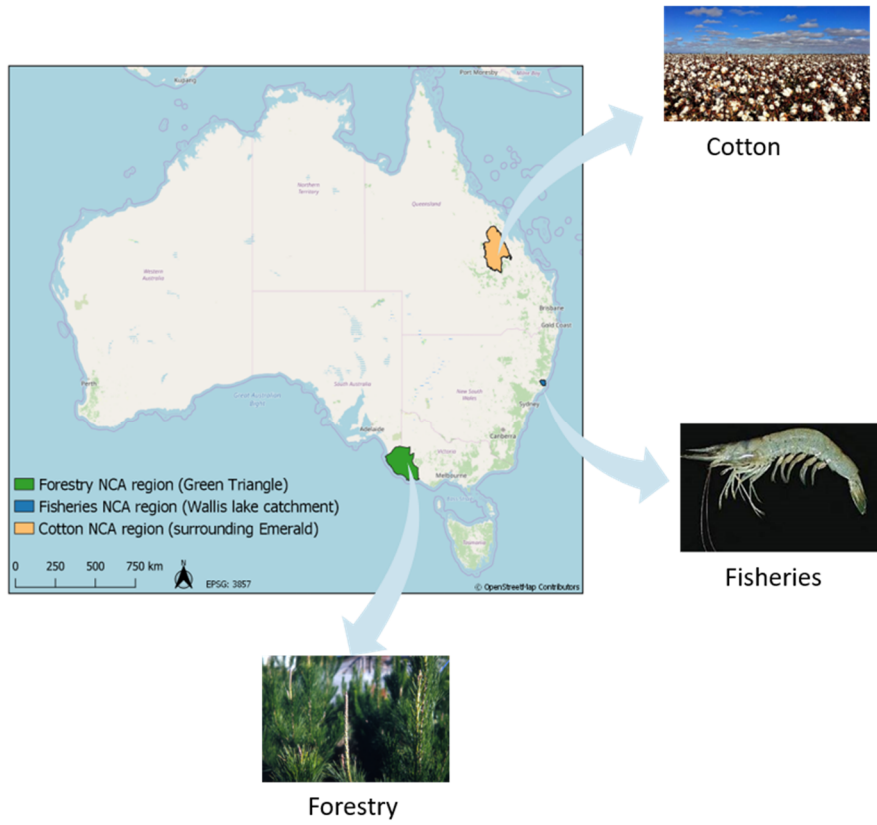 Cotton
Kupang
Port Moresby
Northern
Territory
Queensland
Western
Australia
Brisbane
Gold Coast
South Australia
New South
Wales
Perth
Great Australian
Bight
Sydney
Adelaide
Canberra
Victoria
Melbourne
Tasmania
Forestry NCA region (Green Triangle)
Fisheries NCA region (Wallis lake catchment)
Cotton NCA region (surrounding Emerald)
0 250 500 750 km
N
EPSG: 3857
© OpenStreetMap Contributors
Fisheries
Forestry